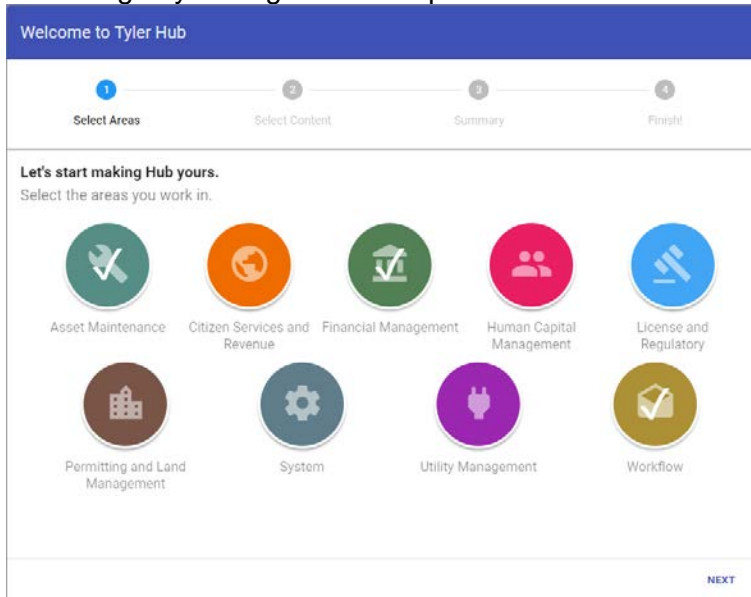 Welcome to Tyler Hub
1 2 3 4
Select Areas Select Content Summary Finish!
Let's start making Hub yours.
Select the areas you work in.
Asset Maintenance Citizen Services and Revenue Financial Management Human Capital Management License and Regulatory
Permitting and Land Management System Utility Management Workflow
NEXT